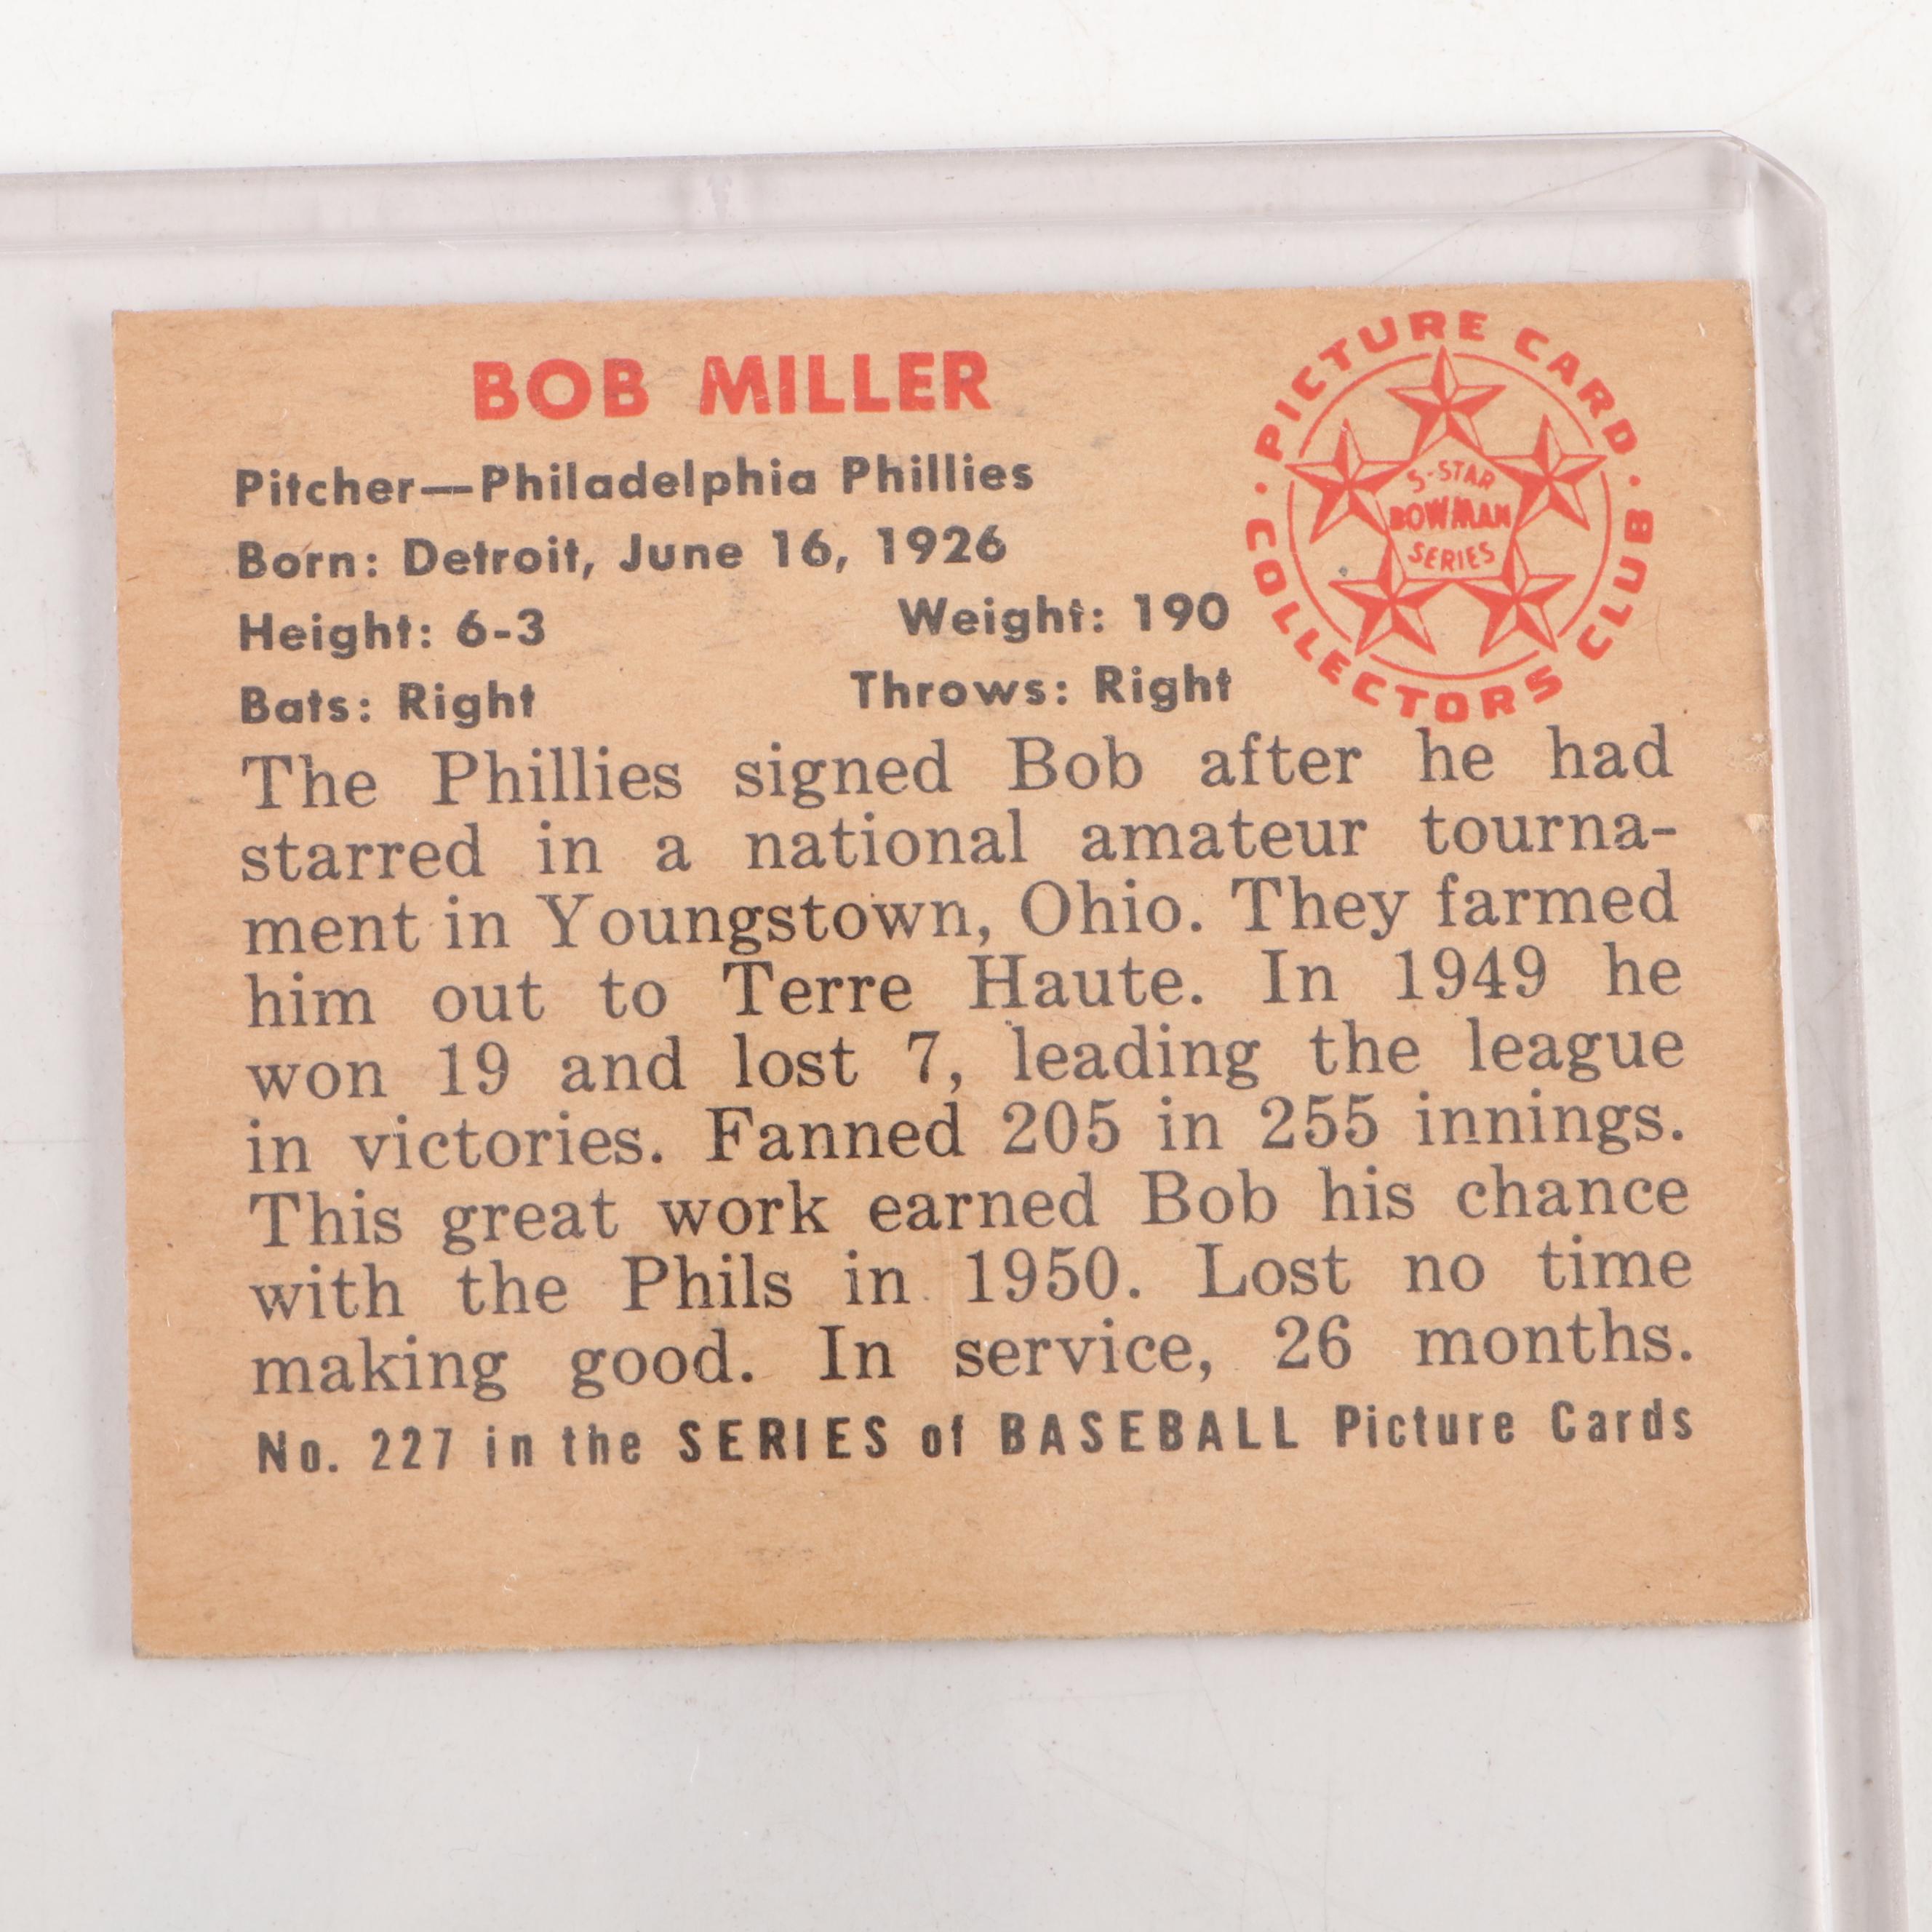 BOB MILLER
Pitcher—Philadelphia Phillies
Born: Detroit, June 16, 1926
Height: 6-3 Weight: 190
Bats: Right Throws: Right
PICTURE CARD
· COLLECTORS CLUB ·
5-STAR
BOWMAN
SERIES
The Phillies signed Bob after he had
starred in a national amateur tourna-
ment in Youngstown, Ohio. They farmed
him out to Terre Haute. In 1949 he
won 19 and lost 7, leading the league
in victories. Fanned 205 in 255 innings.
This great work earned Bob his chance
with the Phils in 1950. Lost no time
making good. In service, 26 months.
No. 227 in the SERIES of BASEBALL Picture Cards